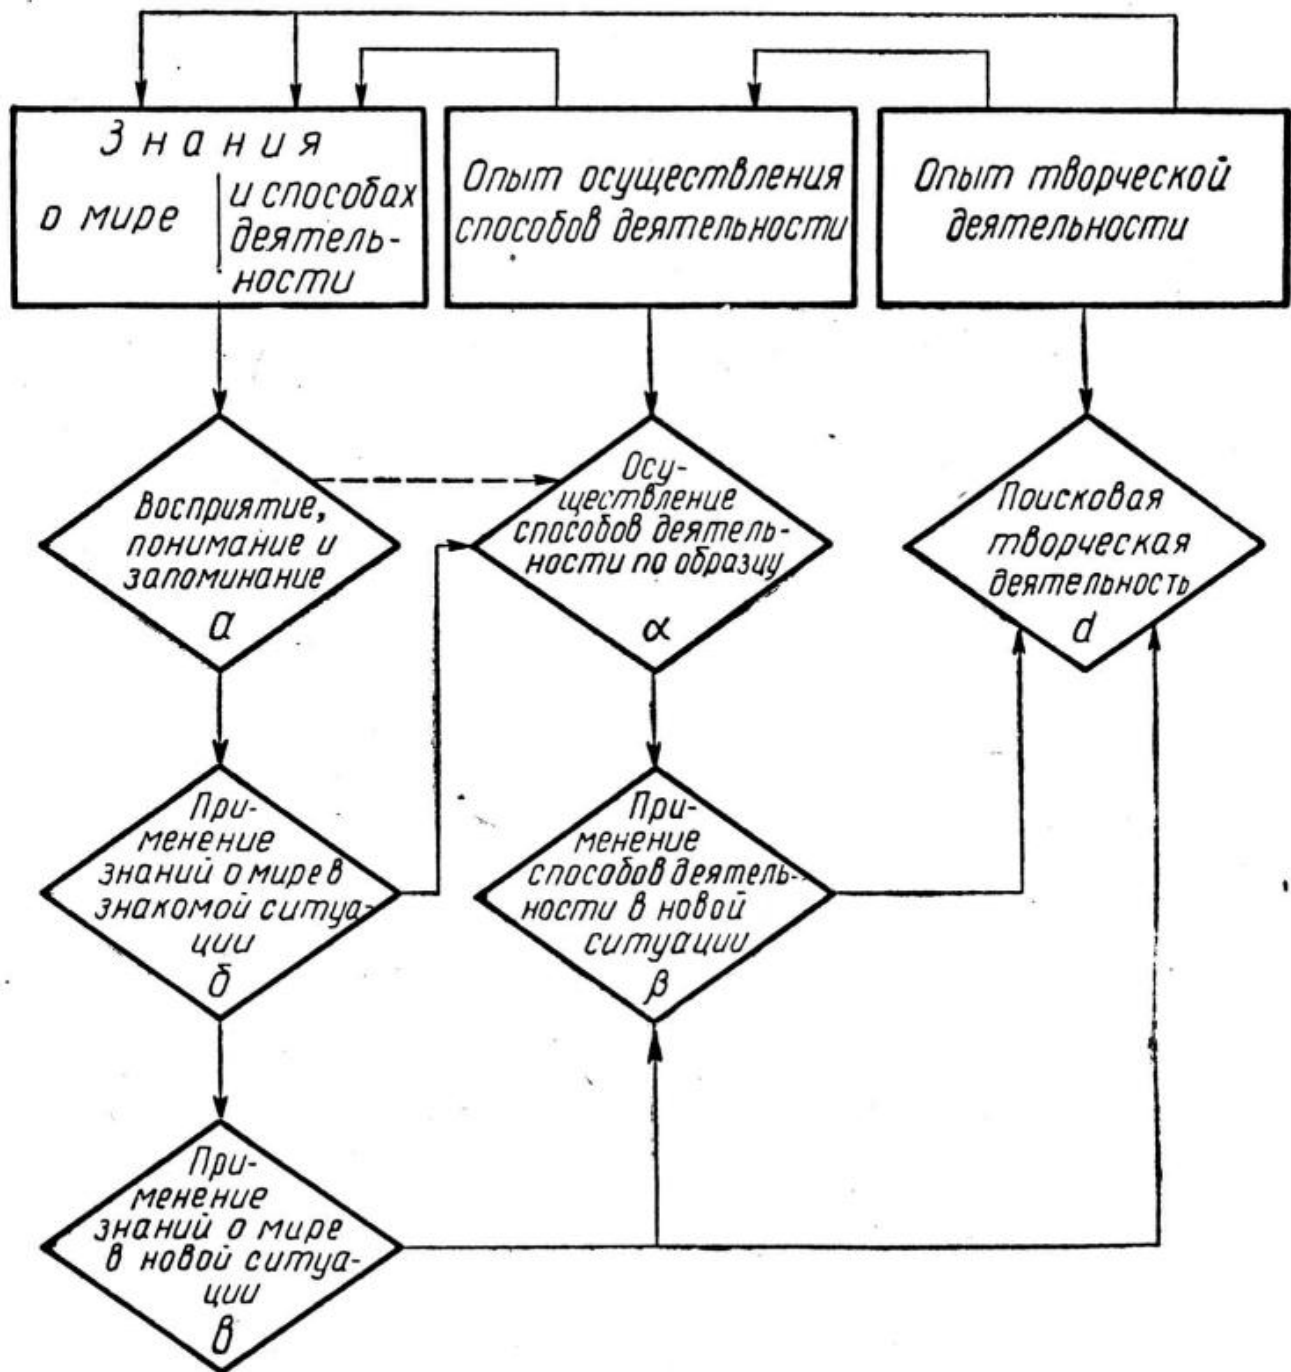 Знания
о мире
и способах
деятель-
ности
Опыт осуществления
способов деятельности
Опыт творческой
деятельности
Восприятие,
понимание и
запоминание
а
Осу-
ществление
способов деятель-
ности по образцу
α
Поисковая
творческая
деятельность
d
При-
менение
знаний о мире в
знакомой ситуа-
ции
б
При-
менение
способов деятель-
ности в новой
ситуации
β
При-
менение
знаний о мире
в новой ситуа-
ции
в